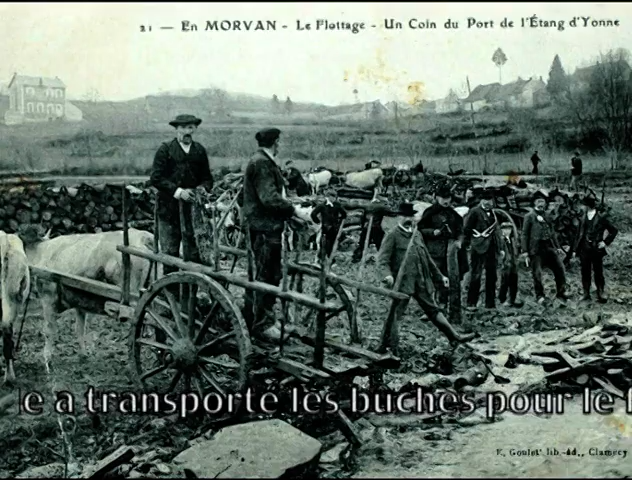 21 — En MORVAN - Le Flottage - Un Coin du Port de l'Étang d'Yonne
e a transporté les buches pour le f
E. Goulet lib.-éd., Clamecy